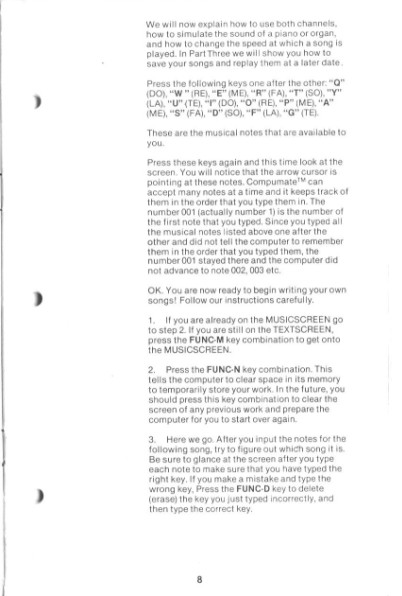 We will now explain how to use both channels,
how to simulate the sound of a piano or organ,
and how to change the speed at which a song is
played. In Part Three we will show you how to
save your songs and replay them at a later date.
Press the following keys one after the other: "Q"
(DO), "W" (RE), "E" (ME), "R" (FA), "T" (SO), "Y"
(LA), "U" (TE), "I" (DO), "O" (RE), "P" (ME), "A"
(ME), "S" (FA), "D" (SO), "F" (LA), "G" (TE).
These are the musical notes that are available to
you.
Press these keys again and this time look at the
screen. You will notice that the arrow cursor is
pointing at these notes. Compumate™ can
accept many notes at a time and it keeps track of
them in the order that you type them in. The
number 001 (actually number 1) is the number of
the first note that you typed. Since you typed all
the musical notes listed above one after the
other and did not tell the computer to remember
them in the order that you typed them, the
number 001 stayed there and the computer did
not advance to note 002, 003 etc.
OK. You are now ready to begin writing your own
songs! Follow our instructions carefully.
1. If you are already on the MUSICSCREEN go
to step 2. If you are still on the TEXTSCREEN,
press the FUNC-M key combination to get onto
the MUSICSCREEN.
2. Press the FUNC-N key combination. This
tells the computer to clear space in its memory
to temporarily store your work. In the future, you
should press this key combination to clear the
screen of any previous work and prepare the
computer for you to start over again.
3. Here we go. After you input the notes for the
following song, try to figure out which song it is.
Be sure to glance at the screen after you type
each note to make sure that you have typed the
right key. If you make a mistake and type the
wrong key, Press the FUNC-D key to delete
(erase) the key you just typed incorrectly, and
then type the correct key.
8